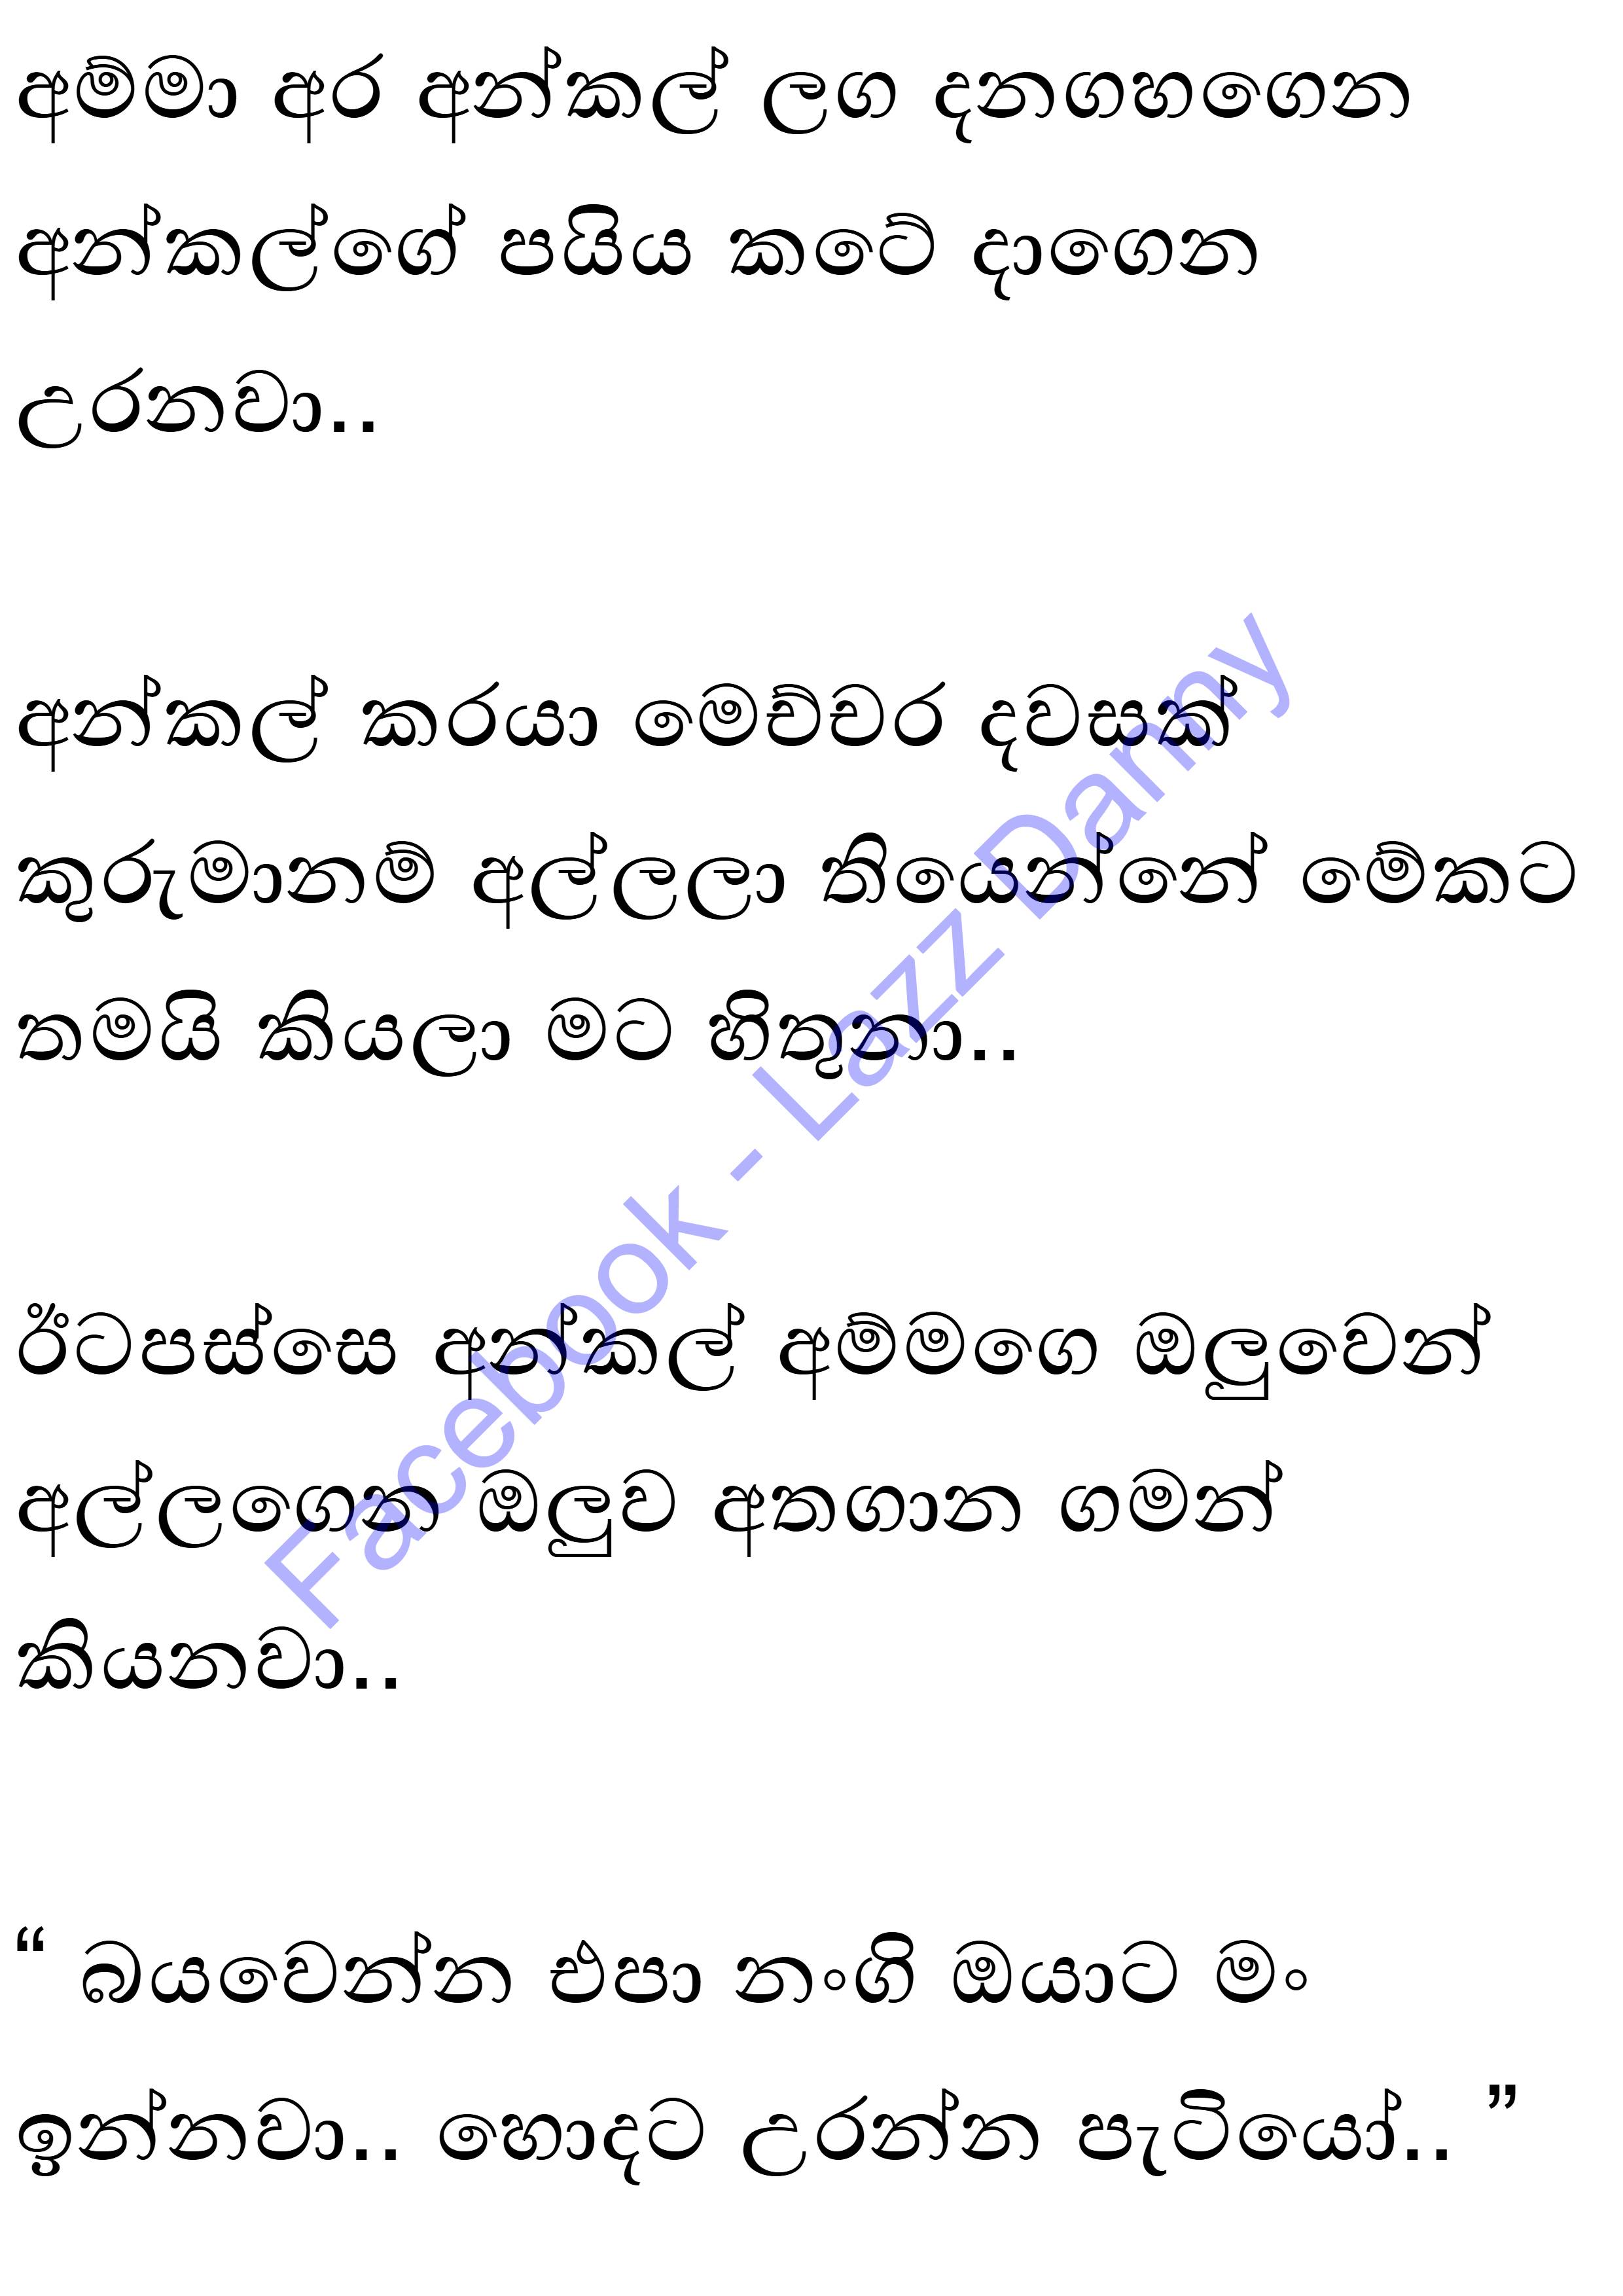 අම්මා අර අන්කල් ලග දනගහගෙන
අන්කල්ගේ පයිය කටේ දාගෙන
උරනවා..
අන්කල් කරයා මෙච්චර දවසක්
කුරුමානම් අල්ලලා තියෙන්නේ මේකට
තමයි කියලා මට හිතුනා..
ඊටපස්සෙ අන්කල් අම්මගෙ ඔලුවෙන්
අල්ලගෙන ඔලුව අතගාන ගමන්
කියනවා..
“ බයවෙන්න එපා නංගි ඔයාට මං
ඉන්නවා.. හොදට උරන්න පැටියෝ.. ”
Facebook - Lazz Danny